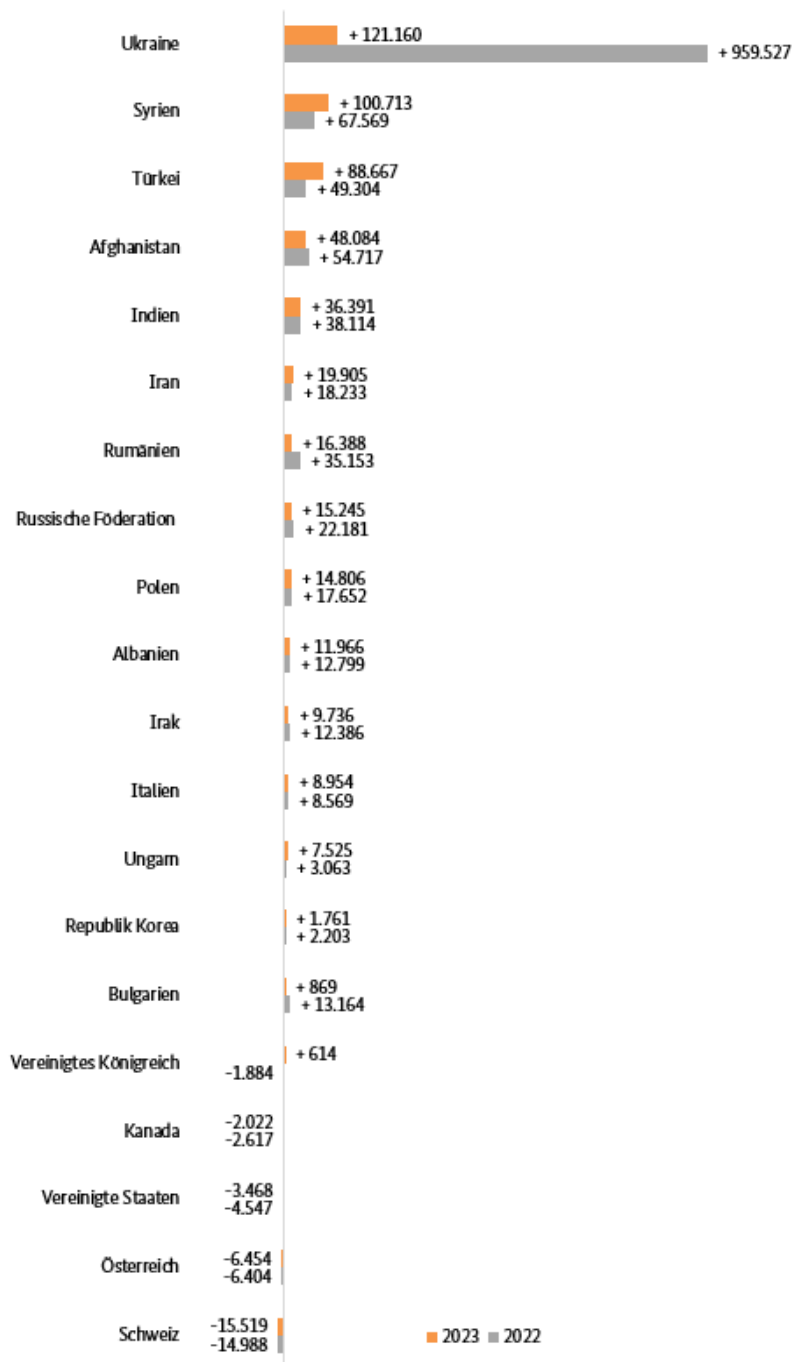 Ukraine
+ 121.160
+ 959.527
Syrien
+ 100.713
+ 67.569
Türkei
+ 88.667
+ 49.304
Afghanistan
+ 48.084
+ 54.717
Indien
+ 36.391
+ 38.114
Iran
+ 19.905
+ 18.233
Rumänien
+ 16.388
+ 35.153
Russische Föderation
+ 15.245
+ 22.181
Polen
+ 14.806
+ 17.652
Albanien
+ 11.966
+ 12.799
Irak
+ 9.736
+ 12.386
Italien
+ 8.954
+ 8.569
Ungarn
+ 7.525
+ 3.063
Republik Korea
+ 1.761
+ 2.203
Bulgarien
+ 869
+ 13.164
Vereinigtes Königreich
+ 614
-1.884
Kanada
-2.022
-2.617
Vereinigte Staaten
-3.468
-4.547
Österreich
-6.454
-6.404
Schweiz
-15.519
-14.988
2023 2022